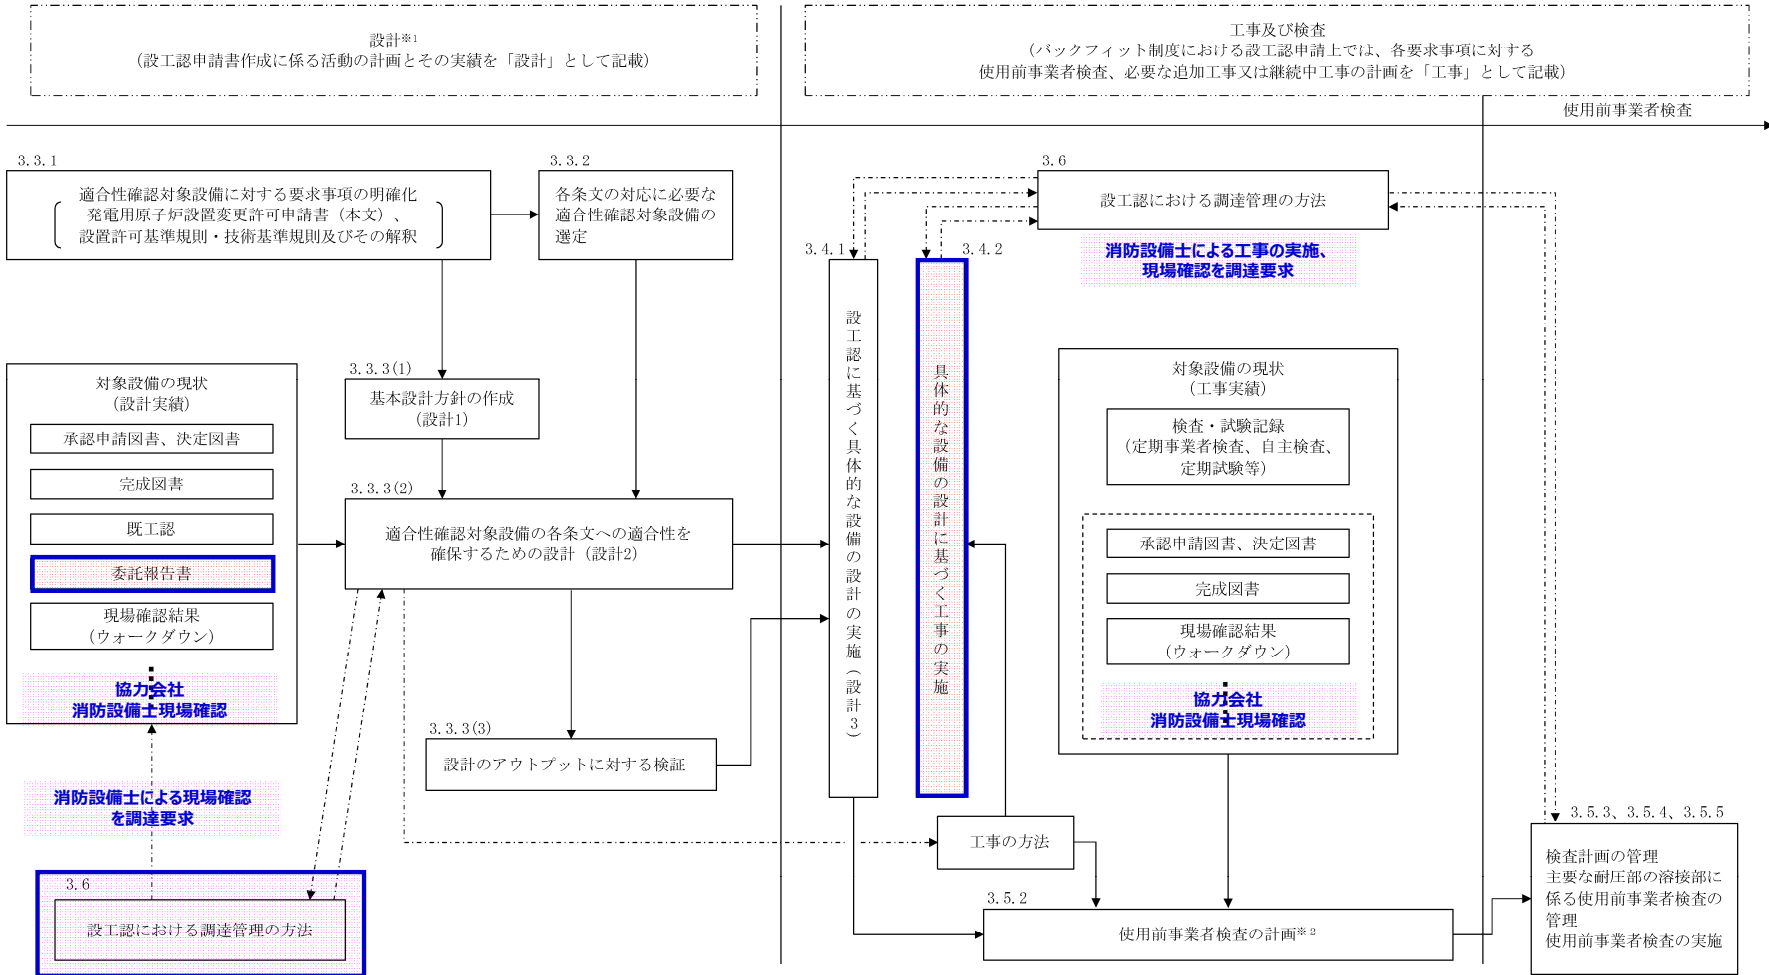 設計※1
(設工認申請書作成に係る活動の計画とその実績を「設計」として記載)
工事及び検査
(バックフィット制度における設工認申請上では、各要求事項に対する
使用前事業者検査、必要な追加工事又は継続中工事の計画を「工事」として記載)
使用前事業者検査
3.3.1
適合性確認対象設備に対する要求事項の明確化
発電用原子炉設置変更許可申請書(本文)、
設置許可基準規則・技術基準規則及びその解釈
3.3.2
各条文の対応に必要な
適合性確認対象設備の
選定
3.6
設工認における調達管理の方法
消防設備士による工事の実施、
現場確認を調達要求
3.4.1
設工認に基づく具体的な設備の設計の実施(設計3)
3.4.2
具体的な設備の設計に基づく工事の実施
対象設備の現状
(設計実績)
承認申請図書、決定図書
完成図書
既工認
委託報告書
現場確認結果
(ウォークダウン)
協力会社
消防設備士現場確認
3.3.3(1)
基本設計方針の作成
(設計1)
3.3.3(2)
適合性確認対象設備の各条文への適合性を
確保するための設計(設計2)
3.3.3(3)
設計のアウトプットに対する検証
対象設備の現状
(工事実績)
検査・試験記録
(定期事業者検査、自主検査、
定期試験等)
承認申請図書、決定図書
完成図書
現場確認結果
(ウォークダウン)
協力会社
消防設備士現場確認
消防設備士による現場確認
を調達要求
3.6
設工認における調達管理の方法
工事の方法
3.5.2
使用前事業者検査の計画※2
3.5.3、3.5.4、3.5.5
検査計画の管理
主要な耐圧部の溶接部に
係る使用前事業者検査の
管理
使用前事業者検査の実施